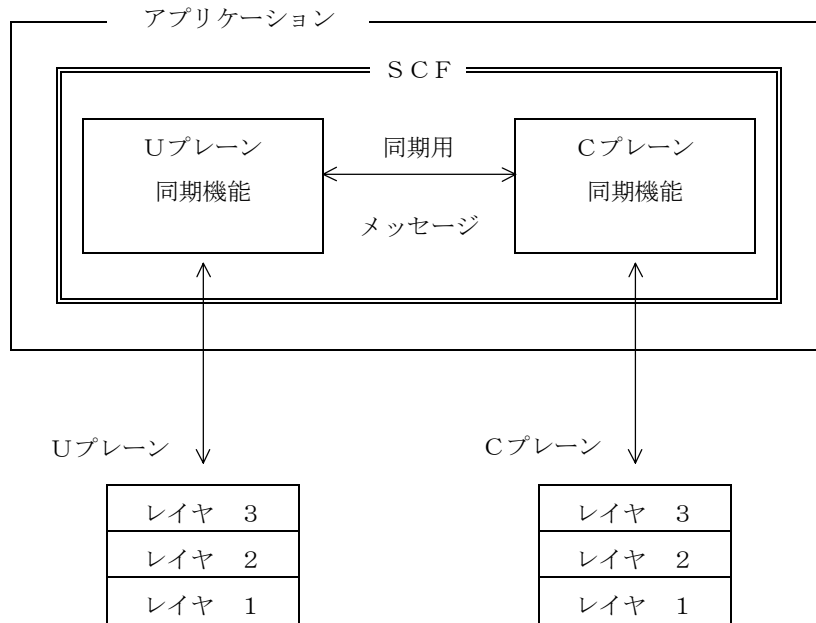 アプリケーション
ＳＣＦ
Ｕプレーン
同期機能
同期用
メッセージ
Ｃプレーン
同期機能
Ｕプレーン
Ｃプレーン
レイヤ　３
レイヤ　２
レイヤ　１
レイヤ　３
レイヤ　２
レイヤ　１